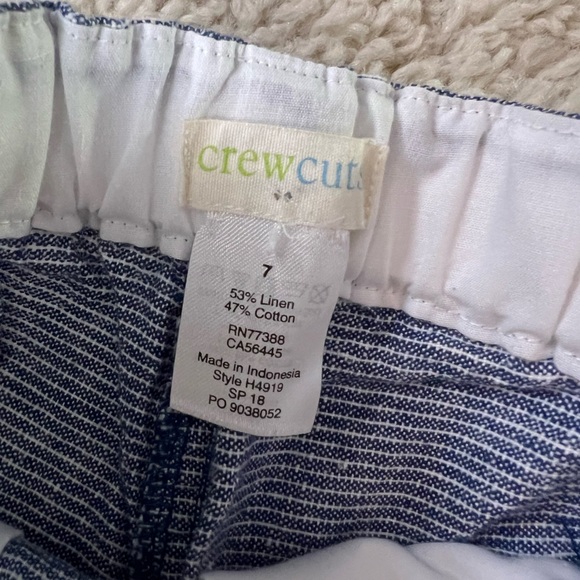 crewcuts
7
53% Linen
47% Cotton
RN77388
CA56445
Made in Indonesia
Style H4919
SP 18
PO 9038052